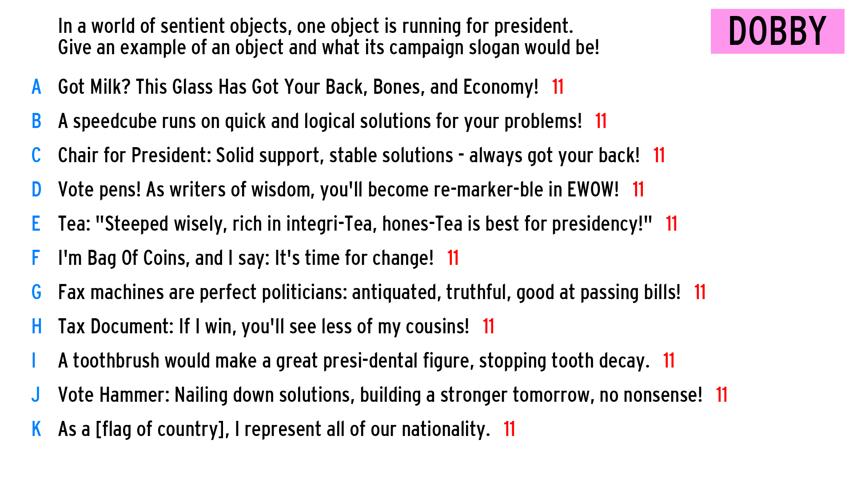 In a world of sentient objects, one object is running for president.
Give an example of an object and what its campaign slogan would be!
DOBBY
A Got Milk? This Glass Has Got Your Back, Bones, and Economy! 11
B A speedcube runs on quick and logical solutions for your problems! 11
C Chair for President: Solid support, stable solutions - always got your back! 11
D Vote pens! As writers of wisdom, you'll become re-marker-ble in EWOW! 11
E Tea: "Steeped wisely, rich in integri-Tea, hones-Tea is best for presidency!" 11
F I'm Bag Of Coins, and I say: It's time for change! 11
G Fax machines are perfect politicians: antiquated, truthful, good at passing bills! 11
H Tax Document: If I win, you'll see less of my cousins! 11
I A toothbrush would make a great presi-dental figure, stopping tooth decay. 11
J Vote Hammer: Nailing down solutions, building a stronger tomorrow, no nonsense! 11
K As a [flag of country], I represent all of our nationality. 11